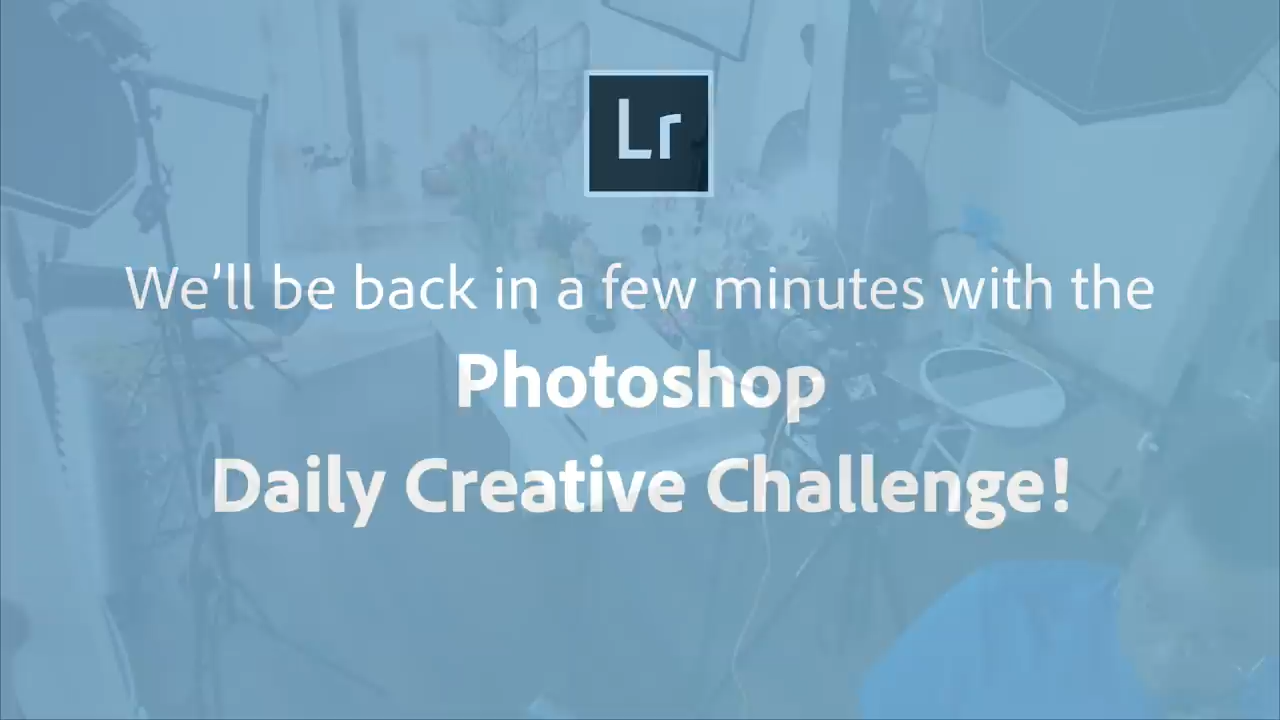 Lr
We'll be back in a few minutes with the
Photoshop
Daily Creative Challenge!